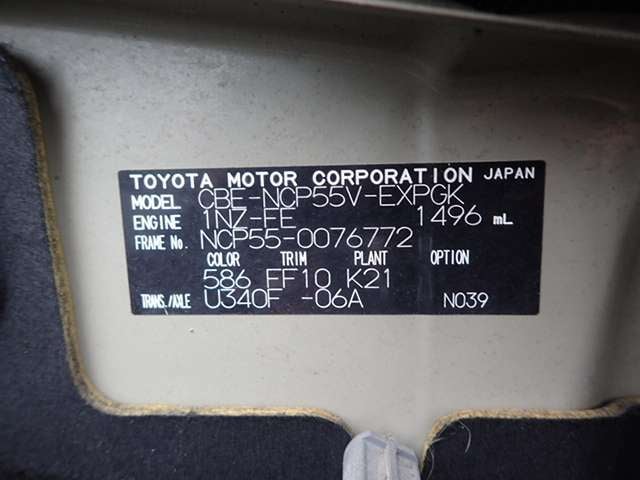 TOYOTA MOTOR CORPORATION JAPAN
MODEL CBE-NCP55V-EXPGK
ENGINE 1NZ-FE 1496 mL
FRAME No. NCP55-0076772
COLOR TRIM PLANT OPTION
586 FF10 K21
TRANS./AXLE U340F -06A N039